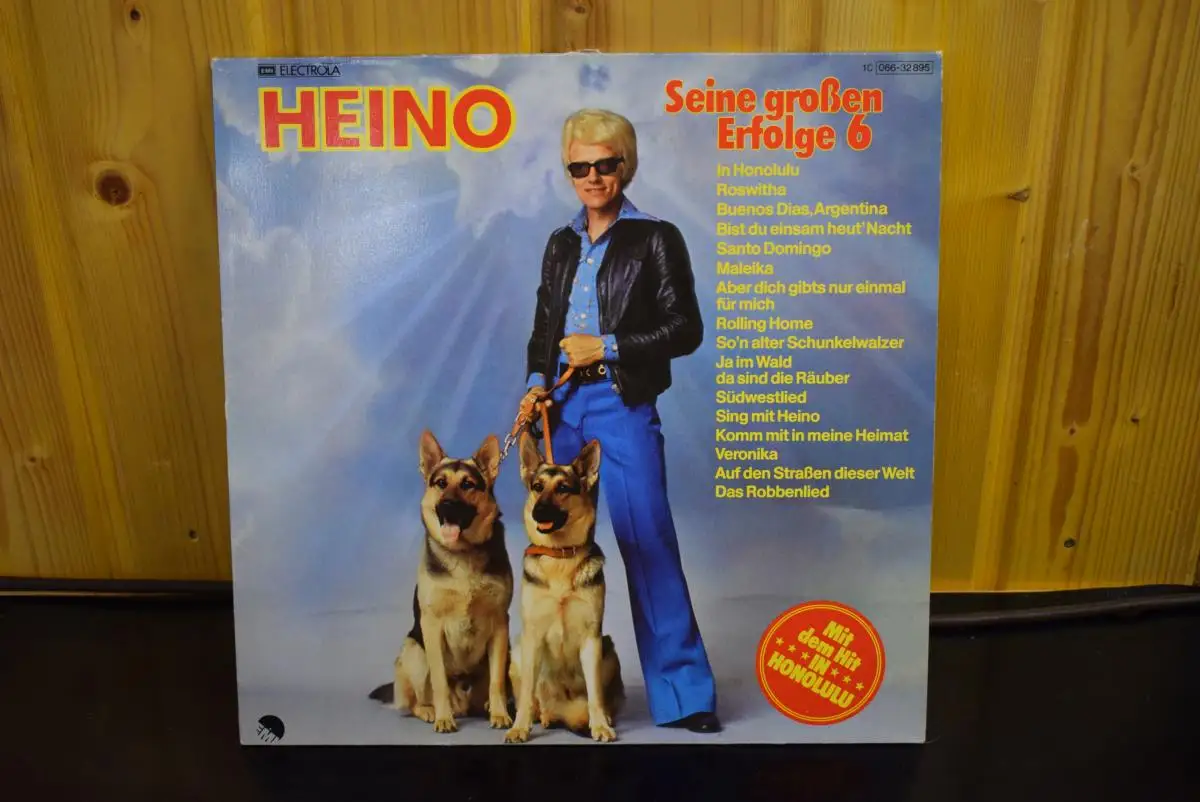 EMI ELECTROLA
1C 066-32 895
HEINO
Seine großen
Erfolge 6
In Honolulu
Roswitha
Buenos Dias, Argentina
Bist du einsam heut' Nacht
Santo Domingo
Maleika
Aber dich gibts nur einmal
für mich
Rolling Home
So'n alter Schunkelwalzer
Ja im Wald
da sind die Räuber
Südwestlied
Sing mit Heino
Komm mit in meine Heimat
Veronika
Auf den Straßen dieser Welt
Das Robbenlied
Mit
dem Hit
IN
HONOLULU
EMI